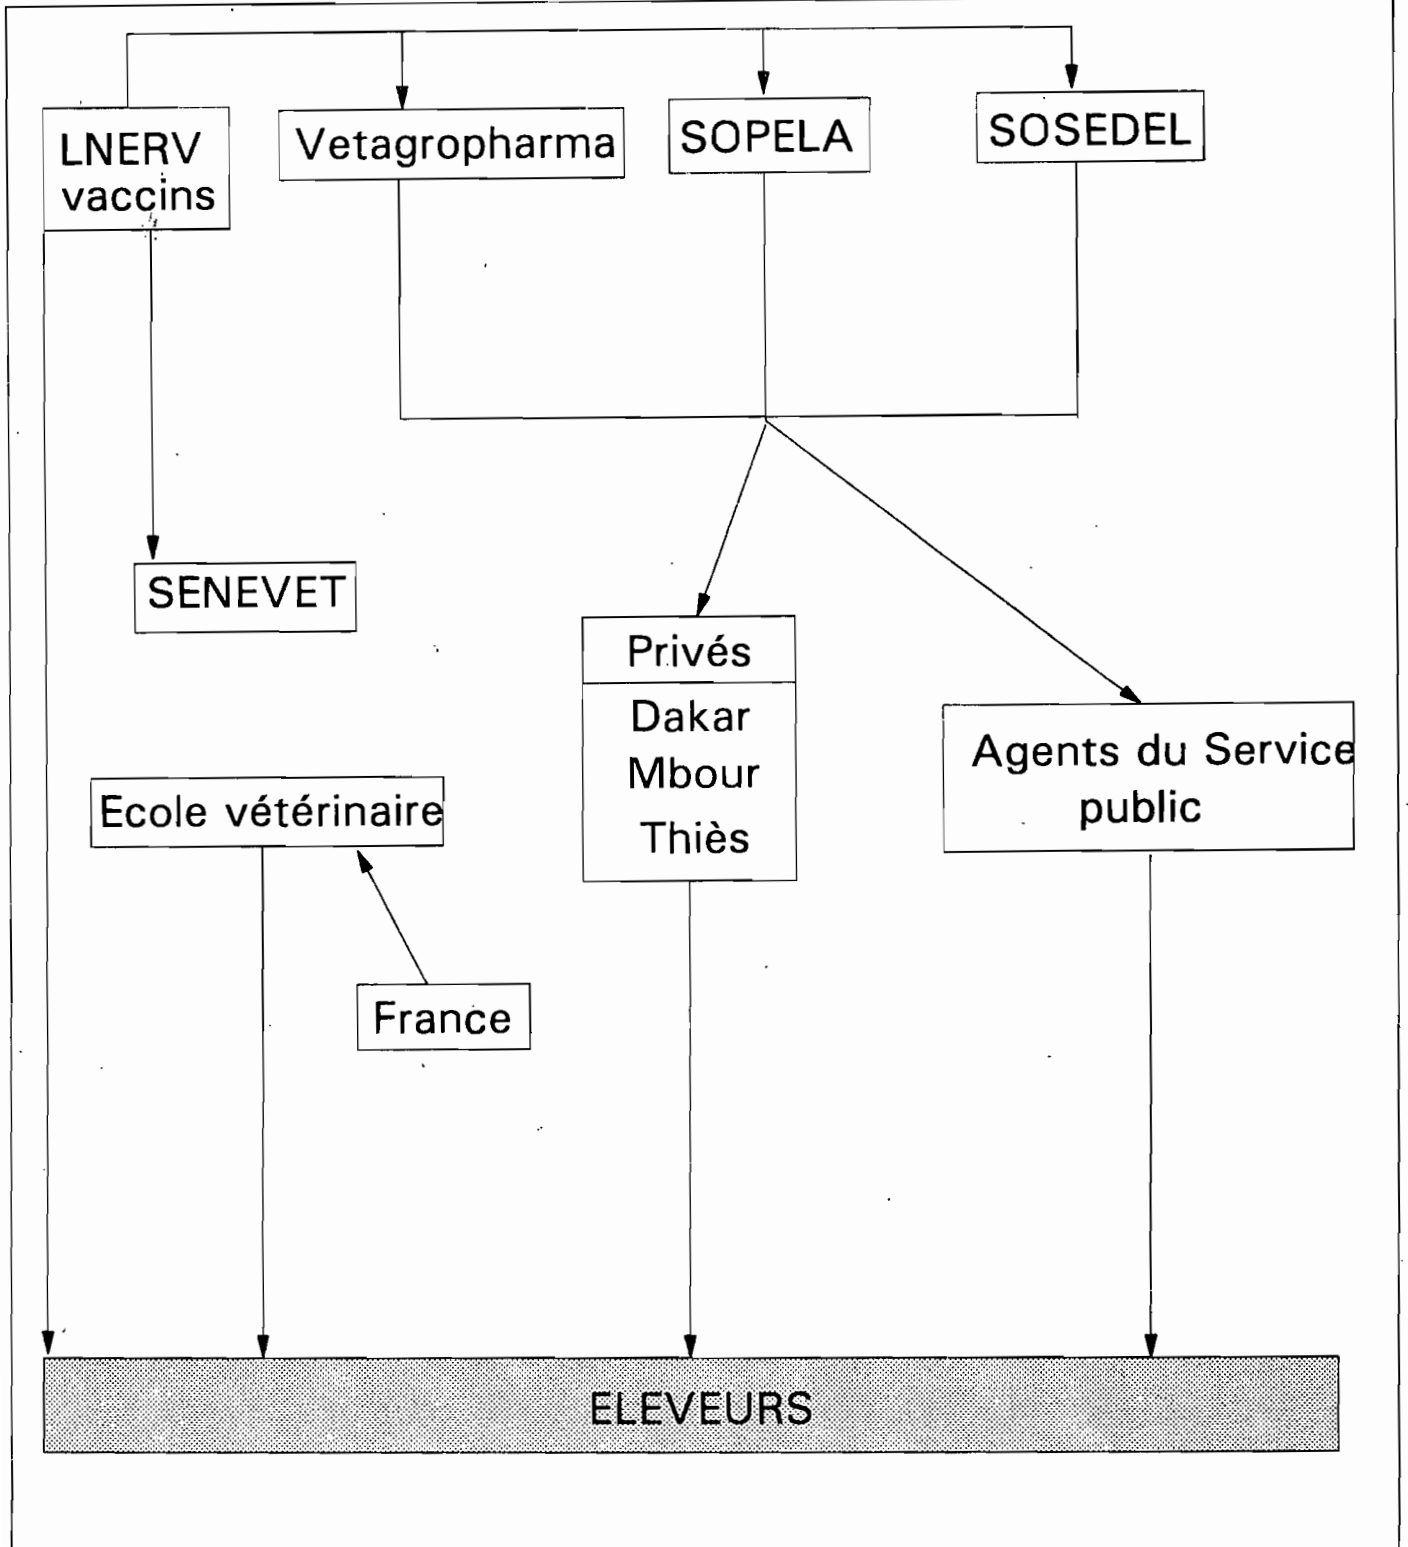 LNERV
vaccins
Vetagropharma
SOPELA
SOSEDEL
SENEVET
Privés
Dakar
Mbour
Thiès
Agents du Service
public
Ecole vétérinaire
France
ELEVEURS